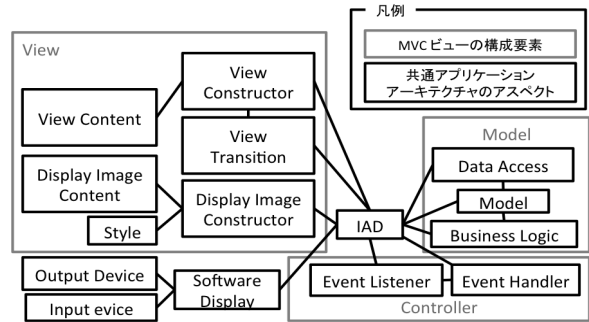 凡例
MVCビューの構成要素
共通アプリケーション
アーキテクチャのアスペクト
View
View
Constructor
View Content
View
Transition
Display Image
Content
Display Image
Constructor
Style
Model
Data Access
Model
Business Logic
IAD
Output Device
Input evice
Software
Display
Event Listener
Event Handler
Controller